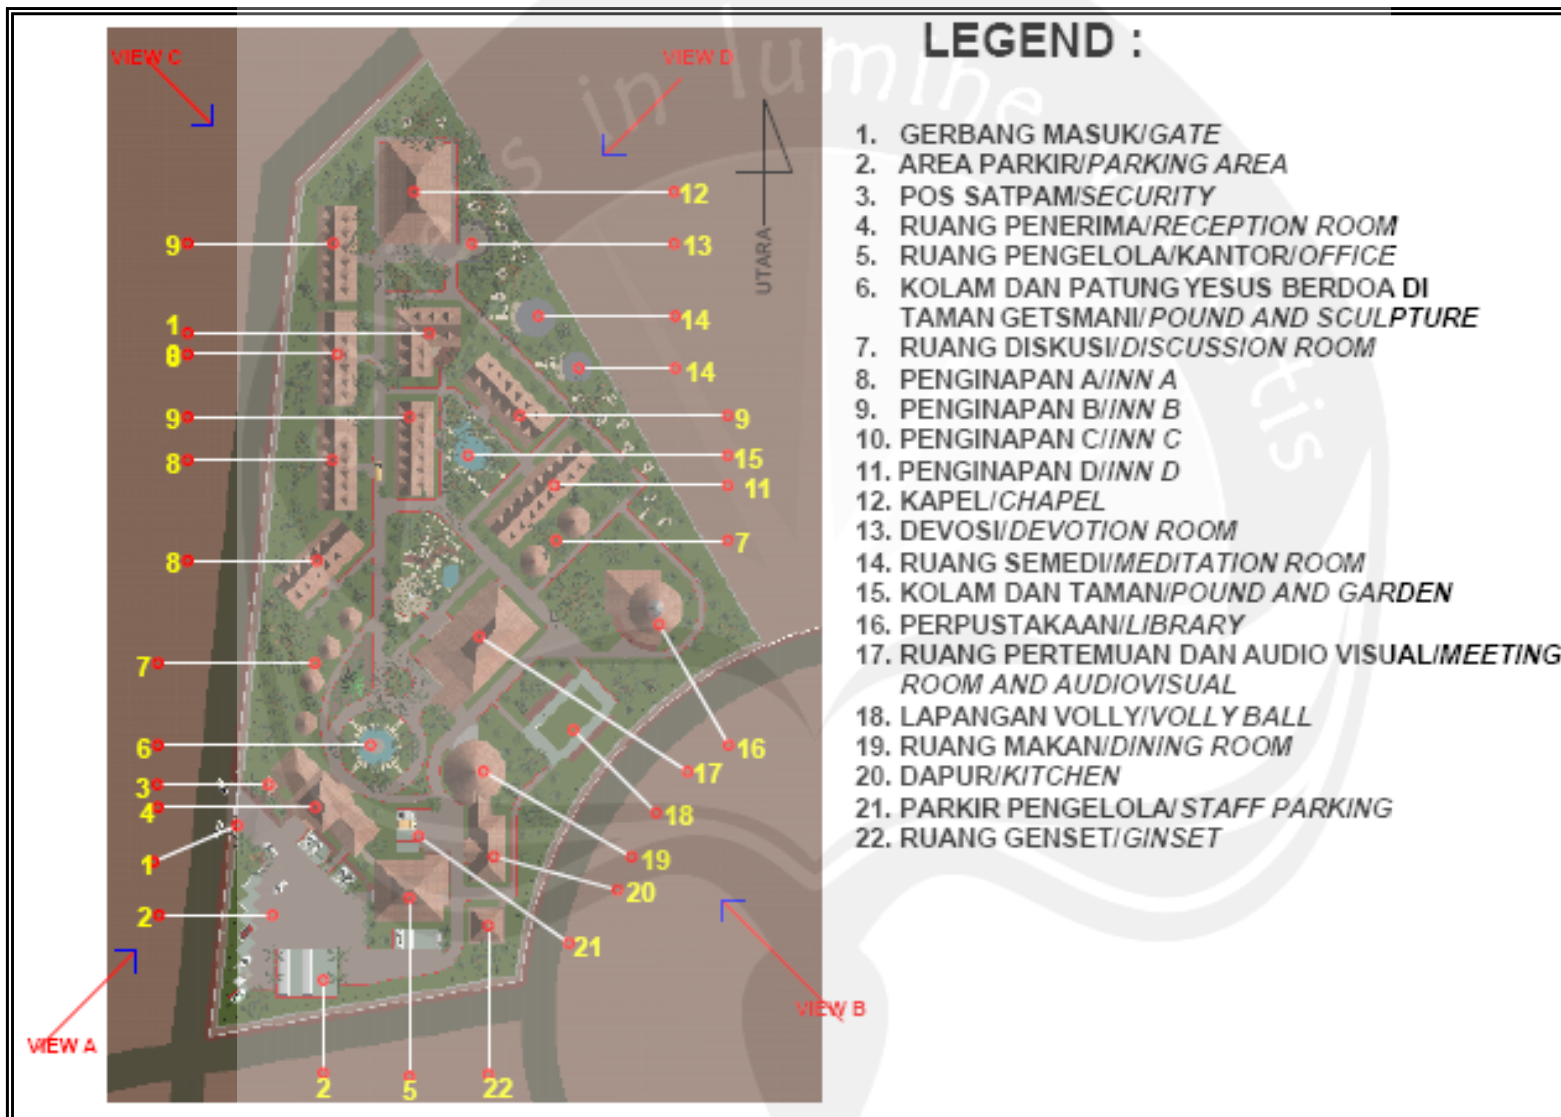 VIEW C
VIEW D
in lumine
UTARA
12
13
9
14
1
8
14
9
9
15
8
11
7
8
7
6
16
3
17
4
18
1
19
20
2
21
VIEW B
VIEW A
2
5
22
LEGEND :
1. GERBANG MASUK/GATE
2. AREA PARKIR/PARKING AREA
3. POS SATPAM/SECURITY
4. RUANG PENERIMA/RECEPTION ROOM
5. RUANG PENGELOLA/KANTOR/OFFICE
6. KOLAM DAN PATUNG YESUS BERDOA DI
TAMAN GETSMANI/POUND AND SCULPTURE
7. RUANG DISKUSI/DISCUSSION ROOM
8. PENGINAPAN A/INN A
9. PENGINAPAN B/INN B
10. PENGINAPAN C/INN C
11. PENGINAPAN D/INN D
12. KAPEL/CHAPEL
13. DEVOSI/DEVOTION ROOM
14. RUANG SEMEDI/MEDITATION ROOM
15. KOLAM DAN TAMAN/POUND AND GARDEN
16. PERPUSTAKAAN/LIBRARY
17. RUANG PERTEMUAN DAN AUDIO VISUAL/MEETING
ROOM AND AUDIOVISUAL
18. LAPANGAN VOLLY/VOLLY BALL
19. RUANG MAKAN/DINING ROOM
20. DAPUR/KITCHEN
21. PARKIR PENGELOLA/STAFF PARKING
22. RUANG GENSET/GINSET